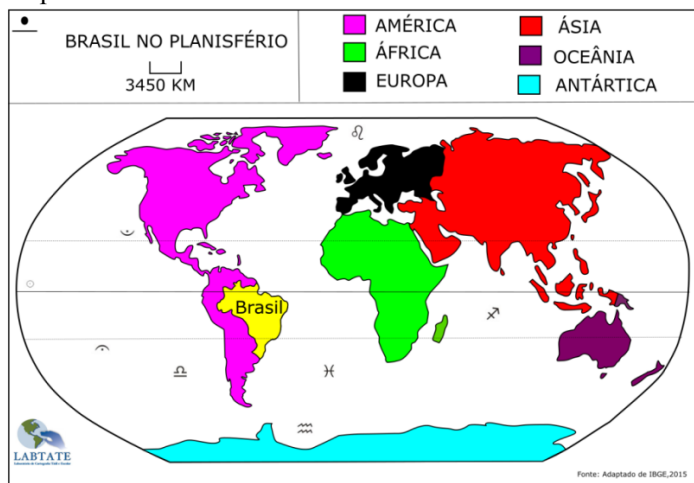 BRASIL NO PLANISFÉRIO
3450 KM
AMÉRICA
ÁFRICA
EUROPA
ÁSIA
OCEÂNIA
ANTÁRTICA
Brasil
LABTATE
Fonte: Adaptado de IBGE,2015